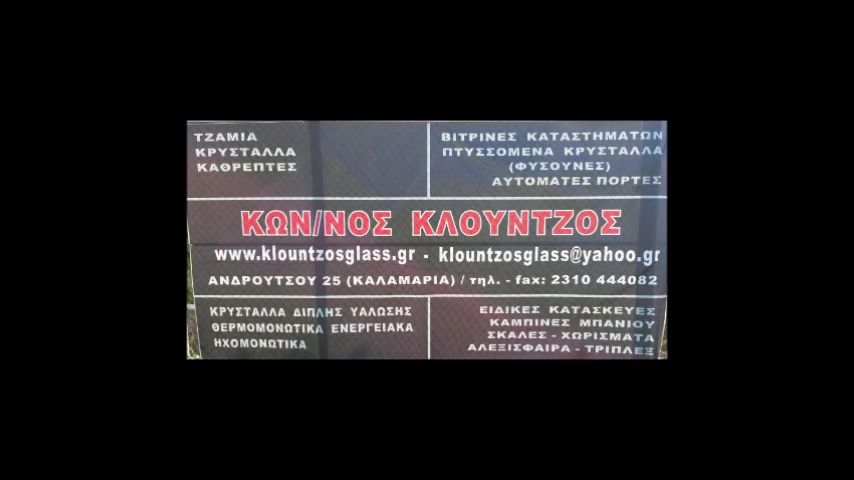 ΤΖΑΜΙΑ
ΚΡΥΣΤΑΛΛΑ
ΚΑΘΡΕΠΤΕΣ
ΒΙΤΡΙΝΕΣ ΚΑΤΑΣΤΗΜΑΤΩΝ
ΠΤΥΣΣΟΜΕΝΑ ΚΡΥΣΤΑΛΛΑ
(ΦΥΣΟΥΝΕΣ)
ΑΥΤΟΜΑΤΕΣ ΠΟΡΤΕΣ
ΚΩΝ/ΝΟΣ ΚΛΟΥΝΤΖΟΣ
www.klountzosglass.gr - klountzosglass@yahoo.gr
ΑΝΔΡΟΥΤΣΟΥ 25 (ΚΑΛΑΜΑΡΙΑ) / τηλ. - fax: 2310 444082
ΚΡΥΣΤΑΛΛΑ ΔΙΠΛΗΣ ΥΑΛΩΣΗΣ
ΘΕΡΜΟΜΟΝΩΤΙΚΑ ΕΝΕΡΓΕΙΑΚΑ
ΗΧΟΜΟΝΩΤΙΚΑ
ΕΙΔΙΚΕΣ ΚΑΤΑΣΚΕΥΕΣ
ΚΑΜΠΙΝΕΣ ΜΠΑΝΙΟΥ
ΣΚΑΛΕΣ - ΧΩΡΙΣΜΑΤΑ
ΑΛΕΞΙΣΦΑΙΡΑ - ΤΡΙΠΛΕΞ